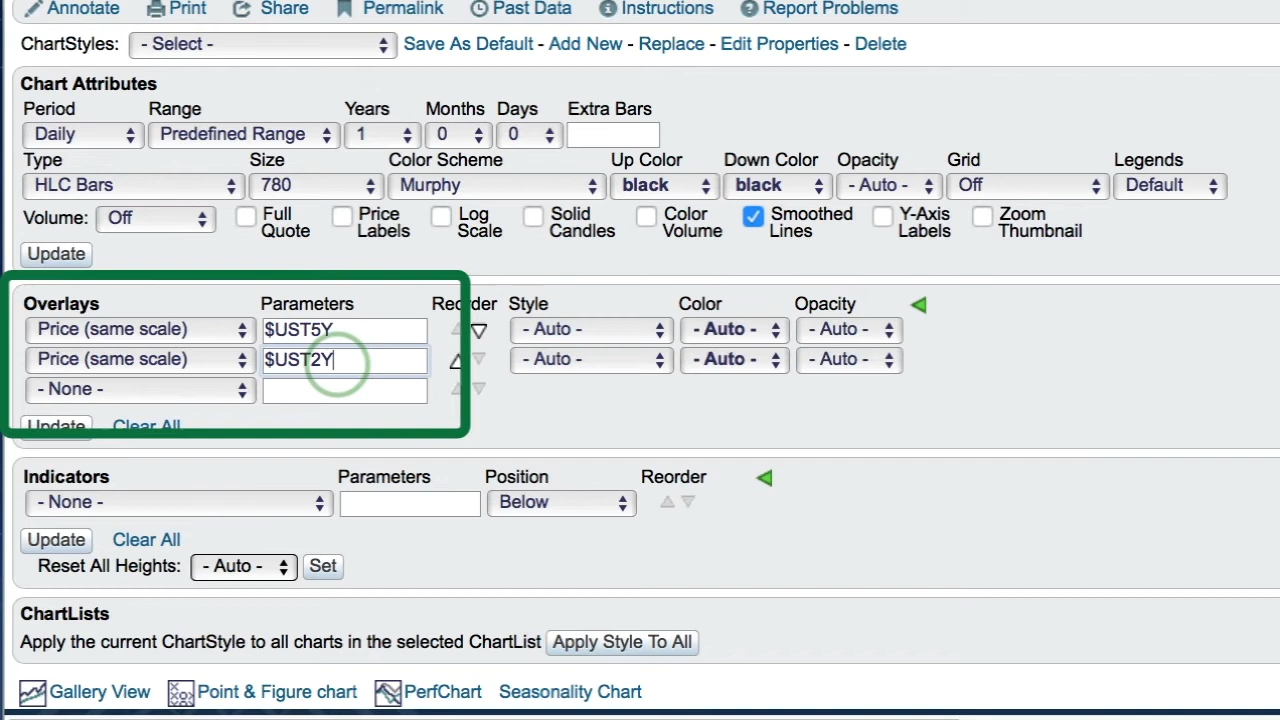 Annotate Print Share Permalink Past Data Instructions Report Problems
ChartStyles: - Select - Save As Default - Add New - Replace - Edit Properties - Delete
Chart Attributes
Period Range Years Months Days Extra Bars
Daily Predefined Range 1 0 0
Type Size Color Scheme Up Color Down Color Opacity Grid Legends
HLC Bars 780 Murphy black black - Auto - Off Default
Volume: Off Full Quote Price Labels Log Scale Solid Candles Color Volume Smoothed Lines Y-Axis Labels Zoom Thumbnail
Update
Overlays Parameters Reorder Style Color Opacity
Price (same scale) $UST5Y - Auto - - Auto - - Auto -
Price (same scale) $UST2Y - Auto - - Auto - - Auto -
- None -
Update Clear All
Indicators Parameters Position Reorder
- None - Below
Update Clear All
Reset All Heights: - Auto - Set
ChartLists
Apply the current ChartStyle to all charts in the selected ChartList Apply Style To All
Gallery View Point & Figure chart PerfChart Seasonality Chart